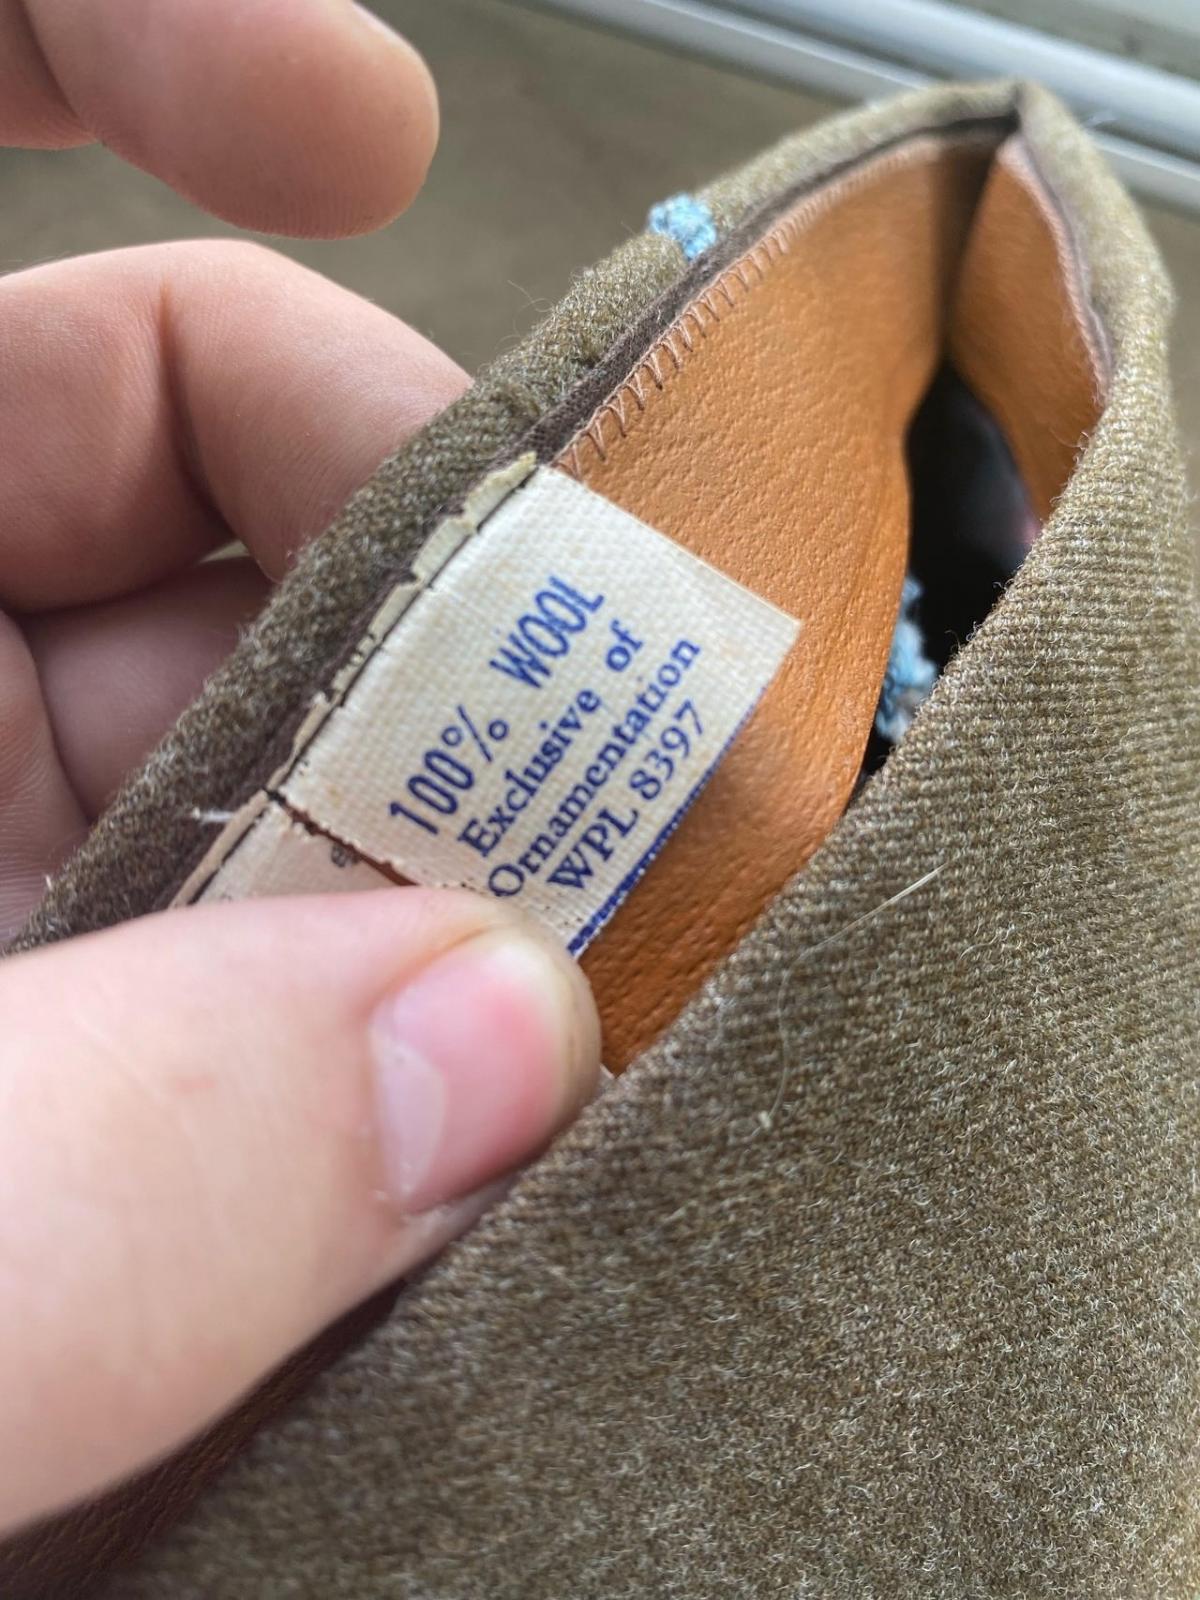 100% WOOL
Exclusive of
Ornamentation
WPL 8397